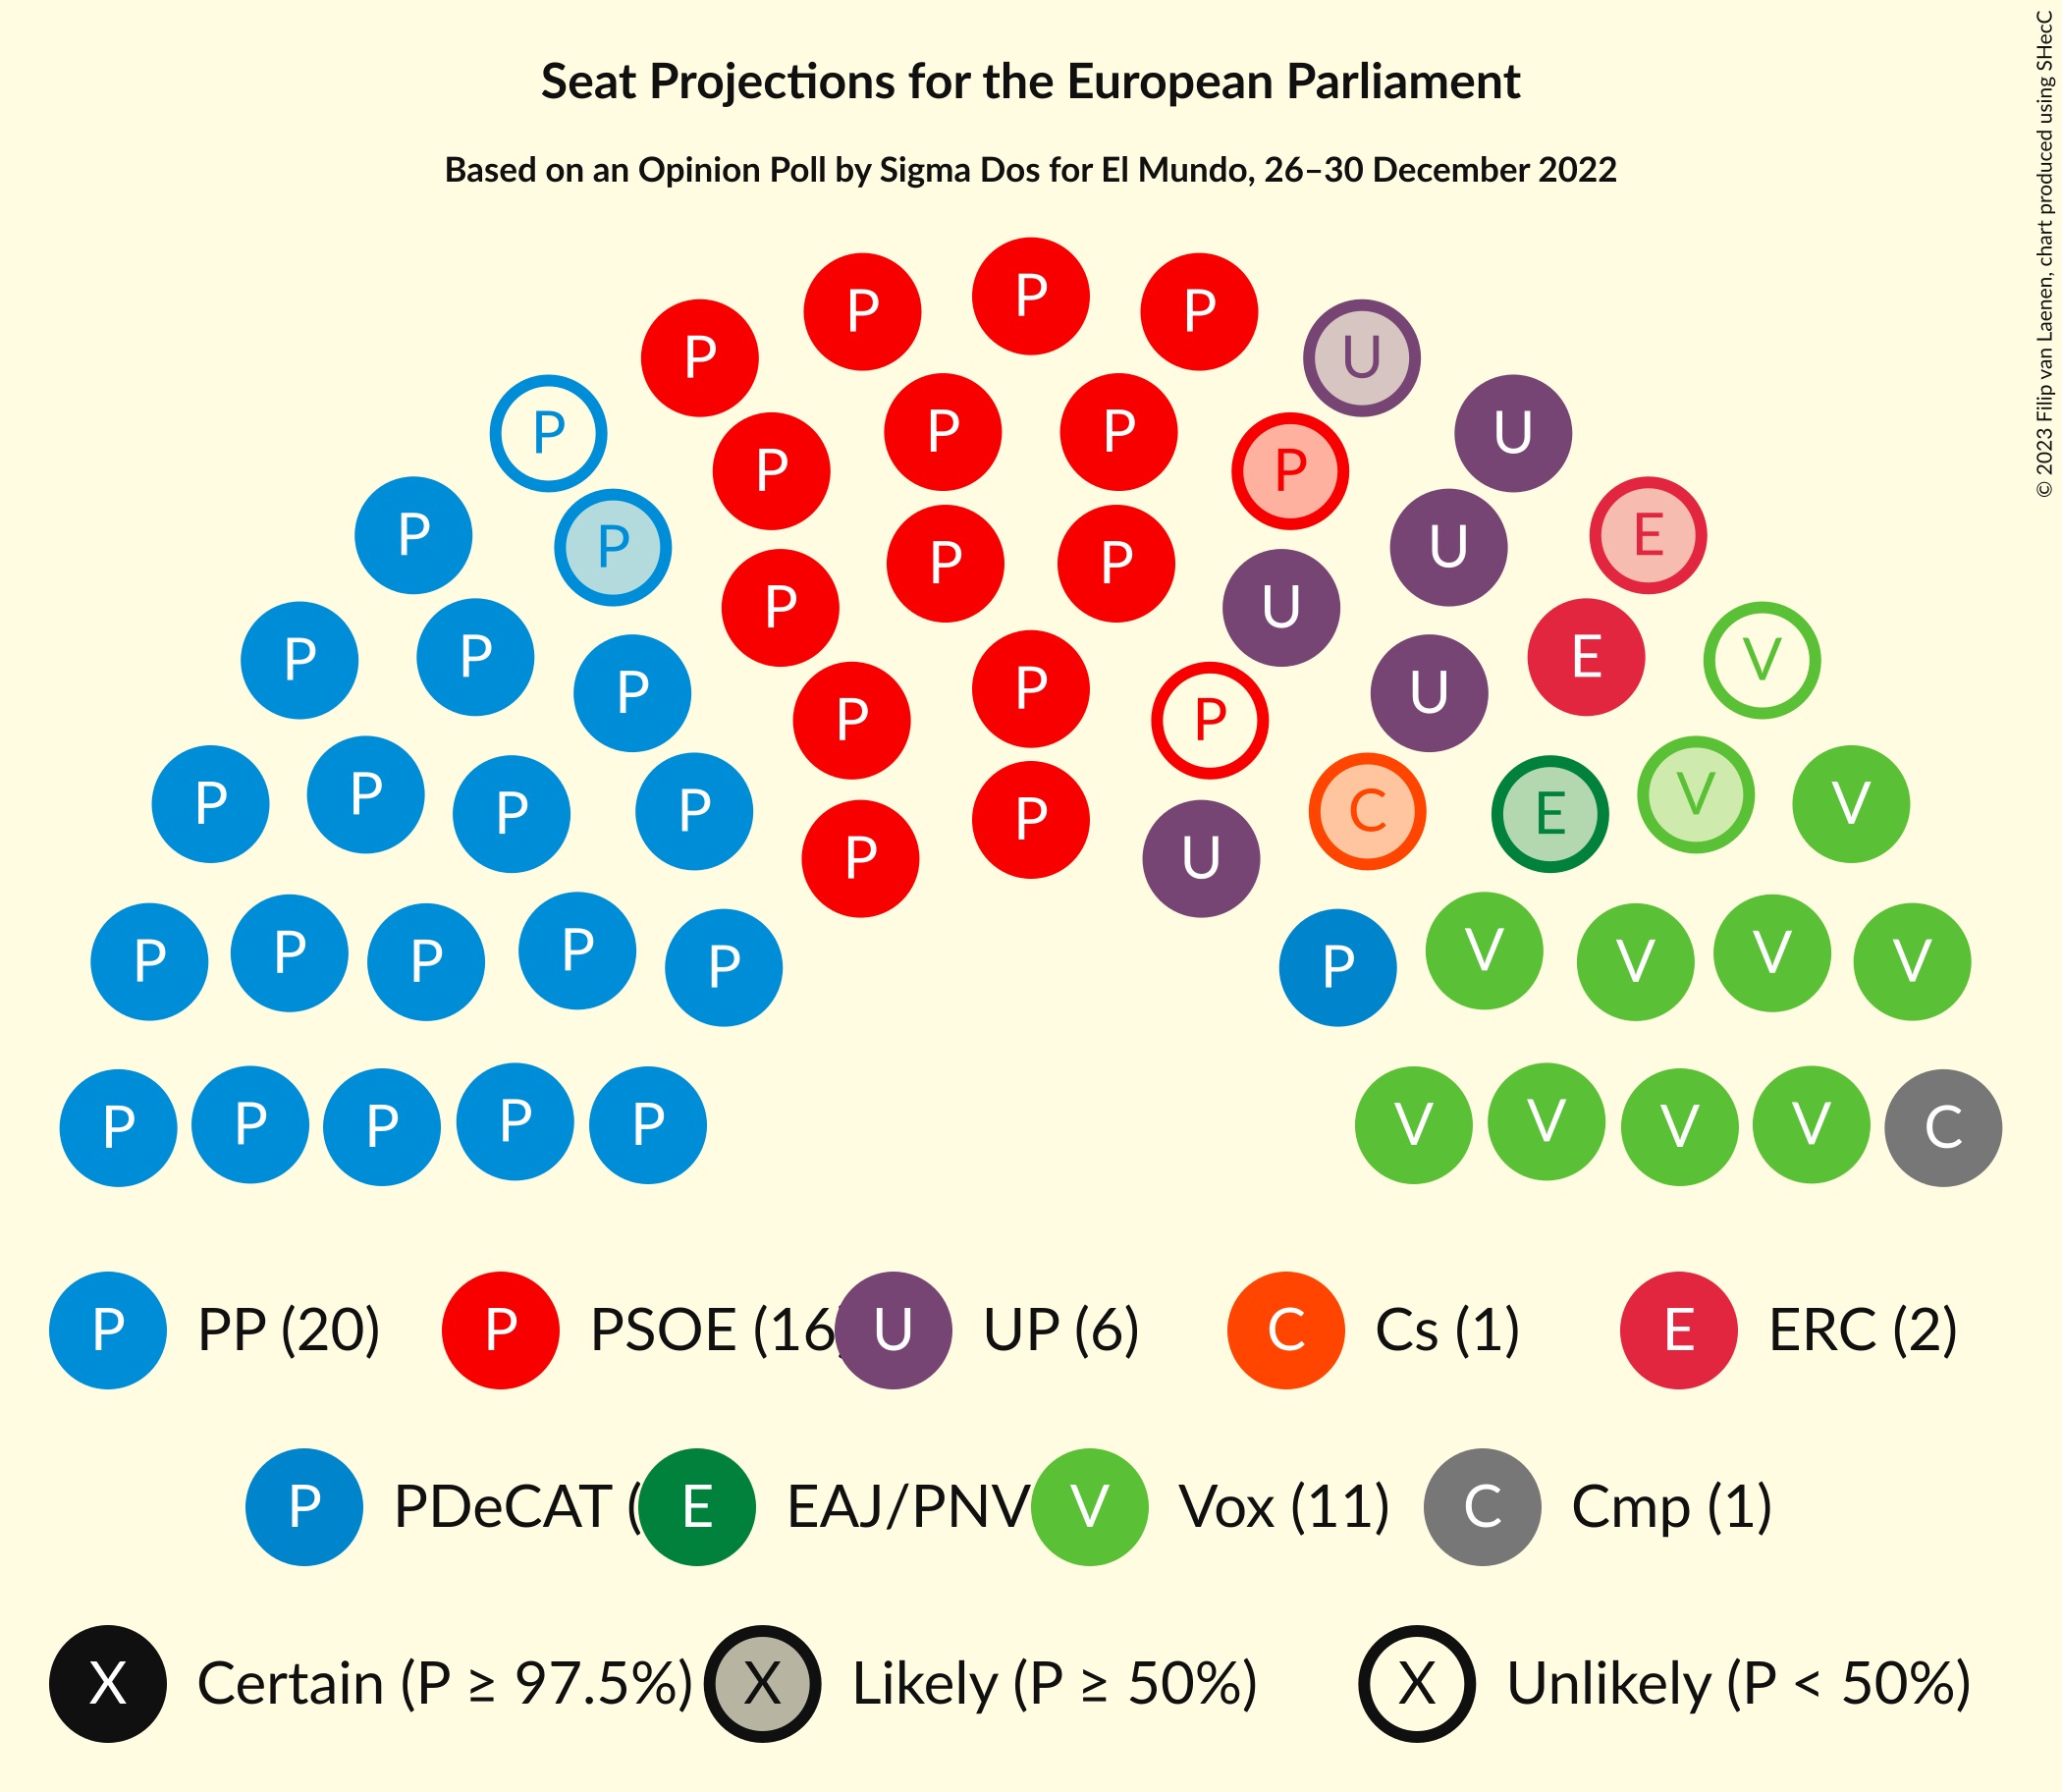 Seat Projections for the European Parliament
Based on an Opinion Poll by Sigma Dos for El Mundo, 26–30 December 2022
© 2023 Filip van Laenen, chart produced using SHecC
P P P
P U
P P P U
P P
P E
P P P U
P U
P P E V
P P U
P P
P P P P P C E V V
P U
P P P P P P V V V V
P P P P P V V V V C
P PP (20) P PSOE (16 U UP (6) C Cs (1) E ERC (2)
P PDeCAT ( E EAJ/PNV V Vox (11) C Cmp (1)
X Certain (P ≥ 97.5%) X Likely (P ≥ 50%) X Unlikely (P < 50%)